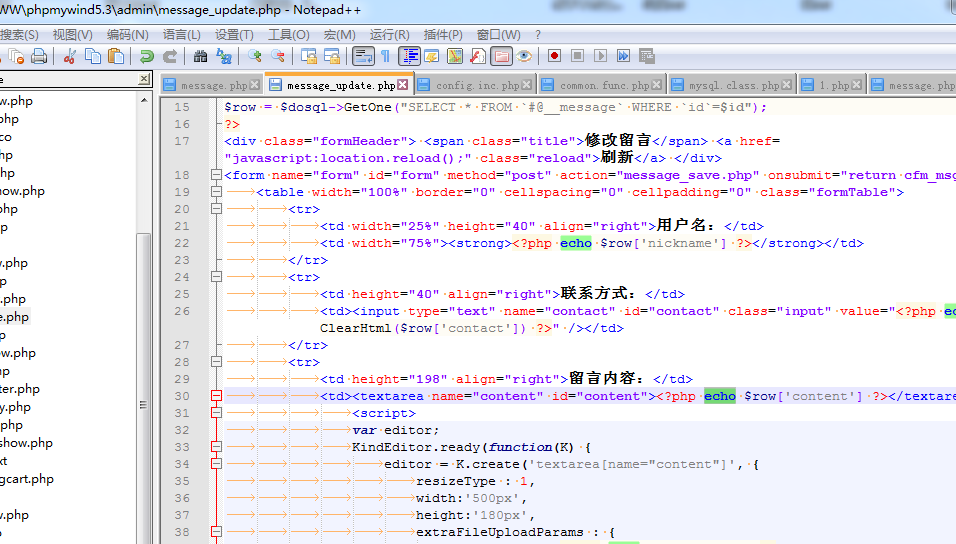 WW\phpmywind5.3\admin\message_update.php - Notepad++
搜索(S) 视图(V) 编码(N) 语言(L) 设置(T) 工具(O) 宏(M) 运行(R) 插件(P) 窗口(W) ?
message.php message_update.php config.inc.php common.func.php mysql.class.php 1.php message.php
15 $row = $dosql->GetOne("SELECT * FROM `#@__message` WHERE `id`=$id");
16 ?>
17 <div class="formHeader"> <span class="title">修改留言</span> <a href=
"javascript:location.reload();" class="reload">刷新</a> </div>
18 <form name="form" id="form" method="post" action="message_save.php" onsubmit="return cfm_msg
19 <table width="100%" border="0" cellspacing="0" cellpadding="0" class="formTable">
20 <tr>
21 <td width="25%" height="40" align="right">用户名：</td>
22 <td width="75%"><strong><?php echo $row['nickname'] ?></strong></td>
23 </tr>
24 <tr>
25 <td height="40" align="right">联系方式：</td>
26 <td><input type="text" name="contact" id="contact" class="input" value="<?php ec
ClearHtml($row['contact']) ?>" /></td>
27 </tr>
28 <tr>
29 <td height="198" align="right">留言内容：</td>
30 <td><textarea name="content" id="content"><?php echo $row['content'] ?></textare
31 <script>
32 var editor;
33 KindEditor.ready(function(K) {
34 editor = K.create('textarea[name="content"]', {
35 resizeType : 1,
36 width:'500px',
37 height:'180px',
38 extraFileUploadParams : {
e
w.php
.php
co
hp
hp
how.php
php
p
v.php
p
.php
e.php
p
ow.php
hp
ter.php
y.php
php
show.php
xt
gcart.php
w.php